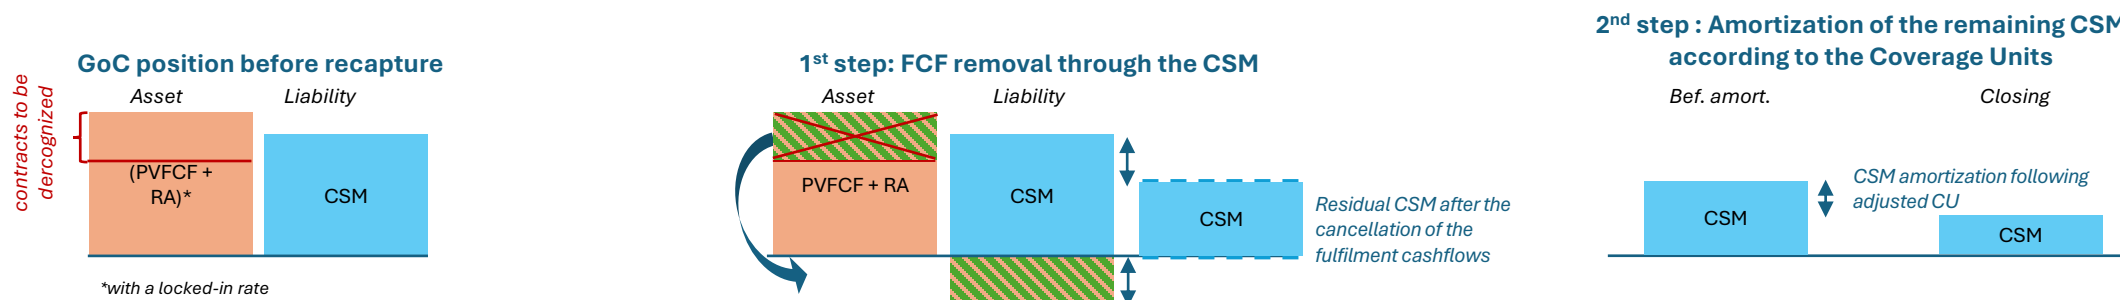 GoC position before recapture
Asset
Liability
contracts to be
dercognized
(PVFCF +
RA)*
CSM
*with a locked-in rate
1st step: FCF removal through the CSM
Asset
Liability
PVFCF + RA
CSM
CSM
Residual CSM after the
cancellation of the
fulfilment cashflows
2nd step : Amortization of the remaining CSM
according to the Coverage Units
Bef. amort.
Closing
CSM
CSM amortization following
adjusted CU
CSM